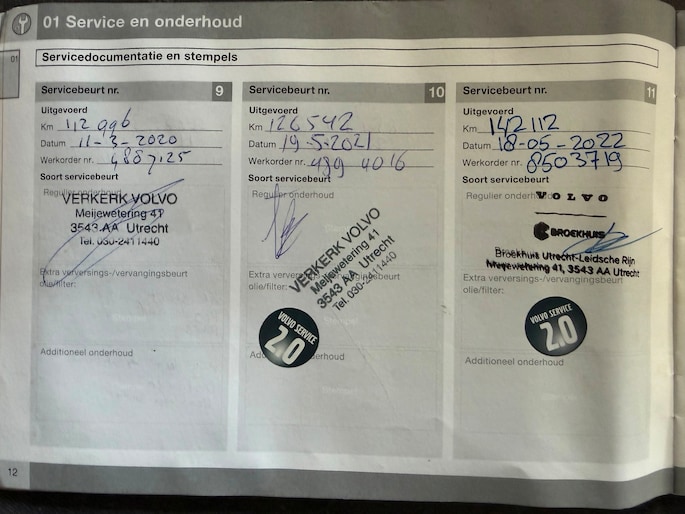 01 Service en onderhoud
01
Servicedocumentatie en stempels
Servicebeurt nr. 9
Uitgevoerd
Km 112 996
Datum 11-3-2020
Werkorder nr. 4887125
Soort servicebeurt
Regulier onderhoud
VERKERK VOLVO
Meijewetering 41
3543 AA Utrecht
Tel. 030-2411440
Extra verversings-/vervangingsbeurt
olie/filter:
Additioneel onderhoud
Servicebeurt nr. 10
Uitgevoerd
Km 126542
Datum 19-5-2021
Werkorder nr. 489 4016
Soort servicebeurt
Regulier onderhoud
VERKERK VOLVO
Meijewetering 41
3543 AA Utrecht
Tel. 030-2411440
Extra
olie/filter:
VOLVO SERVICE
2.0
onderhoud
Servicebeurt nr. 11
Uitgevoerd
Km 142112
Datum 18-05-2022
Werkorder nr. 8503719
Soort servicebeurt
Regulier onderhoud
VOLVO
BROEKHUIS
Broekhuis Utrecht-Leidsche Rijn
Meijewetering 41, 3543 AA Utrecht
Extra verversings-/vervangingsbeurt
olie/filter:
VOLVO SERVICE
2.0
Additioneel onderhoud
12